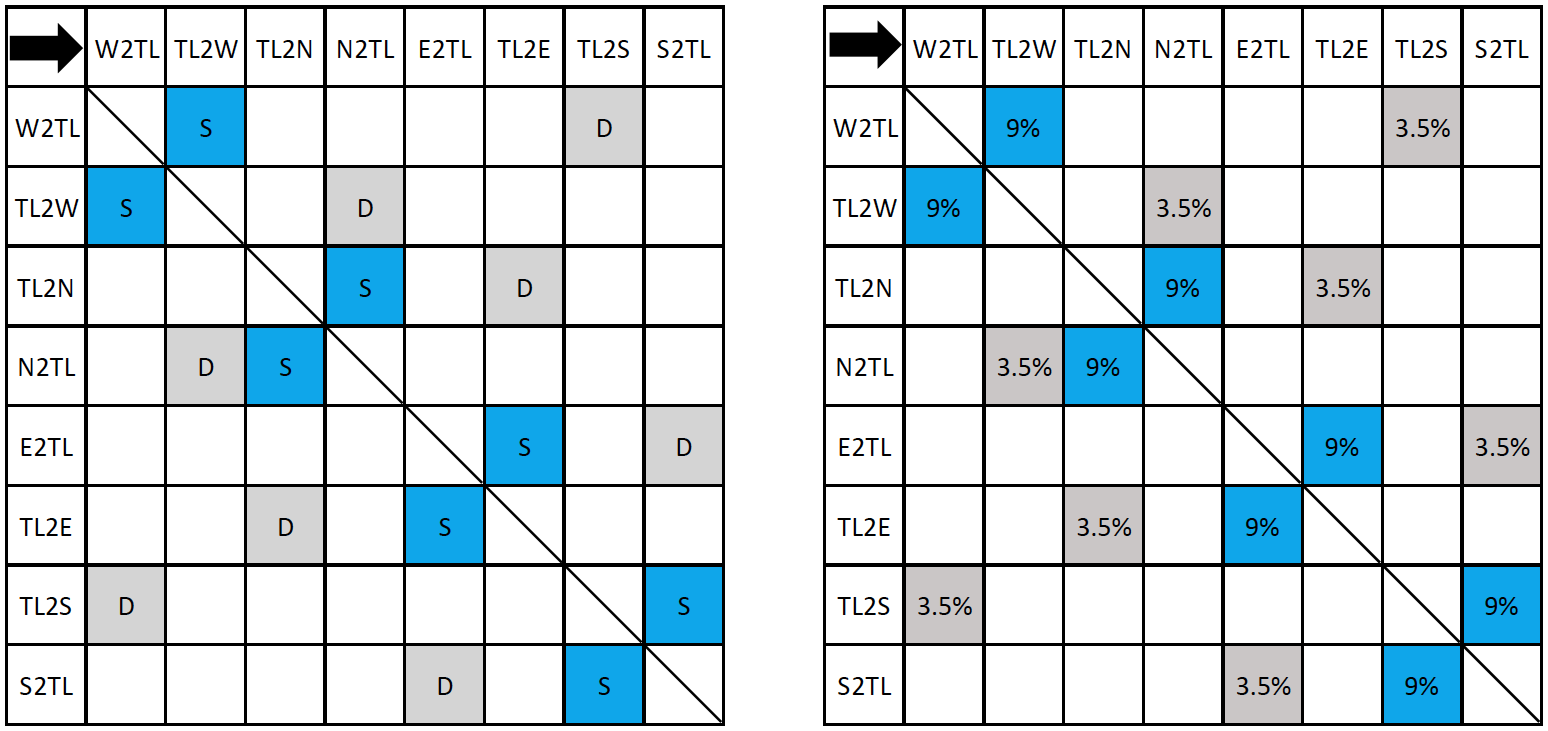 W2TL TL2W TL2N N2TL E2TL TL2E TL2S S2TL
W2TL S D
TL2W S D
TL2N S D
N2TL D S
E2TL S D
TL2E D S
TL2S D S
S2TL D S
W2TL TL2W TL2N N2TL E2TL TL2E TL2S S2TL
W2TL 9% 3.5%
TL2W 9% 3.5%
TL2N 9% 3.5%
N2TL 3.5% 9%
E2TL 9% 3.5%
TL2E 3.5% 9%
TL2S 3.5% 9%
S2TL 3.5% 9%